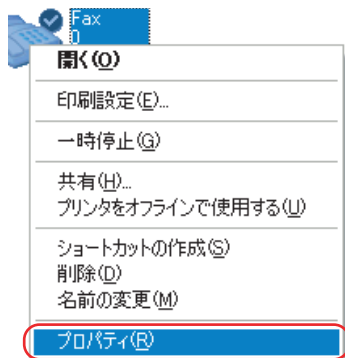 Fax
0
開く(O)
印刷設定(E)...
一時停止(G)
共有(H)...
プリンタをオフラインで使用する(U)
ショートカットの作成(S)
削除(D)
名前の変更(M)
プロパティ(R)